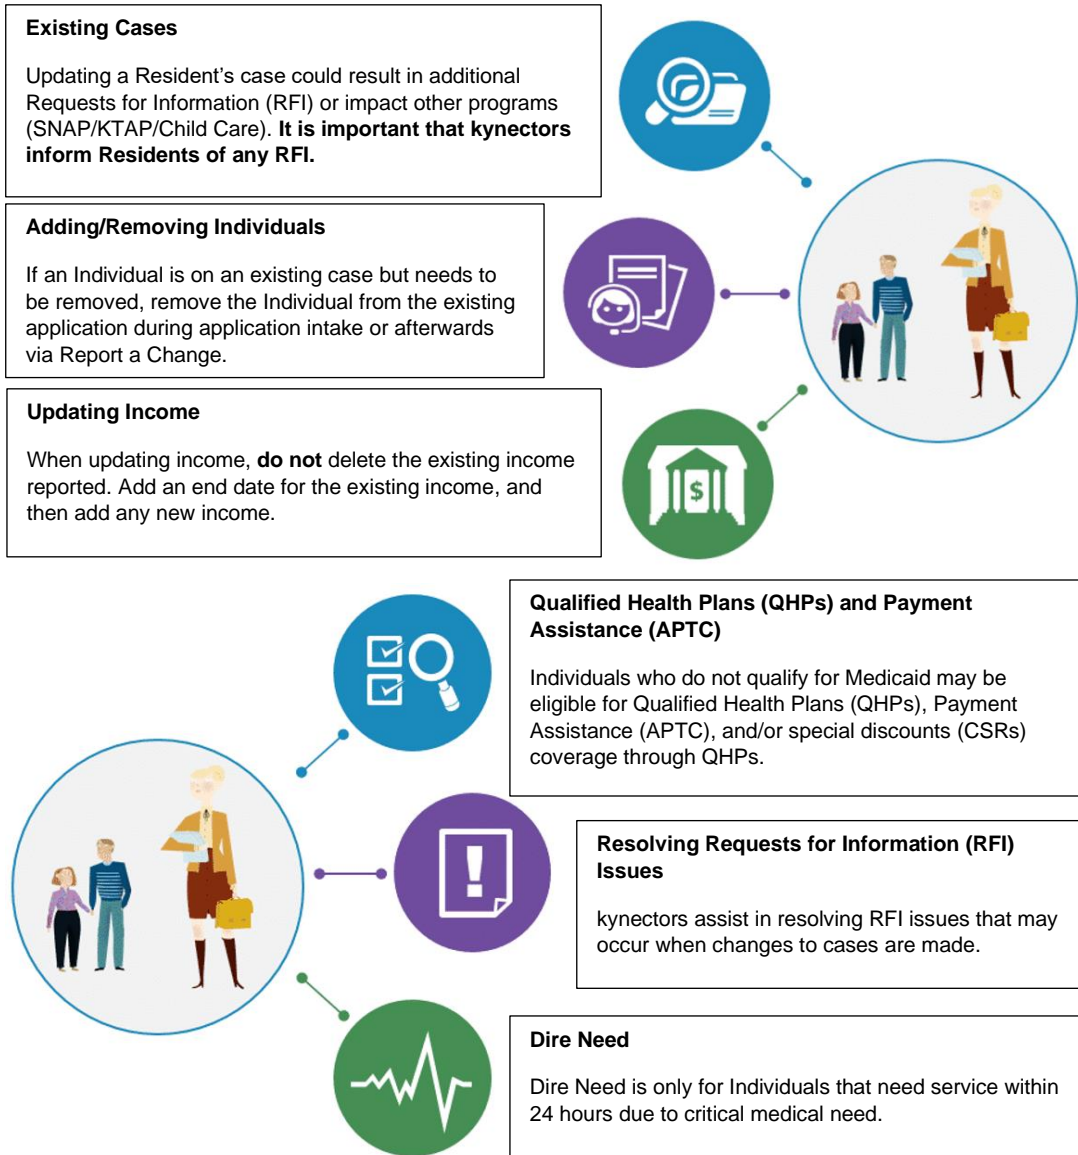 Existing Cases
Updating a Resident’s case could result in additional
Requests for Information (RFI) or impact other programs
(SNAP/KTAP/Child Care). It is important that kynectors
inform Residents of any RFI.
Adding/Removing Individuals
If an Individual is on an existing case but needs to
be removed, remove the Individual from the existing
application during application intake or afterwards
via Report a Change.
Updating Income
When updating income, do not delete the existing income
reported. Add an end date for the existing income, and
then add any new income.
$
Qualified Health Plans (QHPs) and Payment
Assistance (APTC)
Individuals who do not qualify for Medicaid may be
eligible for Qualified Health Plans (QHPs), Payment
Assistance (APTC), and/or special discounts (CSRs)
coverage through QHPs.
!
Resolving Requests for Information (RFI)
Issues
kynectors assist in resolving RFI issues that may
occur when changes to cases are made.
Dire Need
Dire Need is only for Individuals that need service within
24 hours due to critical medical need.